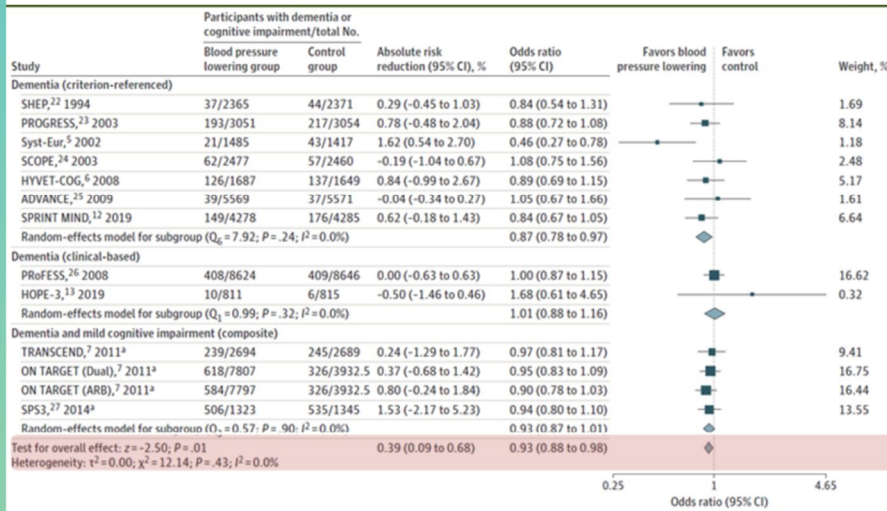 Participants with dementia or
cognitive impairment/total No.
Study Blood pressure lowering group Control group Absolute risk reduction (95% CI), % Odds ratio (95% CI) Favors blood pressure lowering Favors control Weight, %
Dementia (criterion-referenced)
SHEP,22 1994 37/2365 44/2371 0.29 (-0.45 to 1.03) 0.84 (0.54 to 1.31) 1.69
PROGRESS,23 2003 193/3051 217/3054 0.78 (-0.48 to 2.04) 0.88 (0.72 to 1.08) 8.14
Syst-Eur,5 2002 21/1485 43/1417 1.62 (0.54 to 2.70) 0.46 (0.27 to 0.78) 1.18
SCOPE,24 2003 62/2477 57/2460 -0.19 (-1.04 to 0.67) 1.08 (0.75 to 1.56) 2.48
HYVET-COG,6 2008 126/1687 137/1649 0.84 (-0.99 to 2.67) 0.89 (0.69 to 1.15) 5.17
ADVANCE,25 2009 39/5569 37/5571 -0.04 (-0.34 to 0.27) 1.05 (0.67 to 1.66) 1.61
SPRINT MIND,12 2019 149/4278 176/4285 0.62 (-0.18 to 1.43) 0.84 (0.67 to 1.05) 6.64
Random-effects model for subgroup (Q6=7.92; P=.24; I2=0.0%) 0.87 (0.78 to 0.97)
Dementia (clinical-based)
PRoFESS,26 2008 408/8624 409/8646 0.00 (-0.63 to 0.63) 1.00 (0.87 to 1.15) 16.62
HOPE-3,13 2019 10/811 6/815 -0.50 (-1.46 to 0.46) 1.68 (0.61 to 4.65) 0.32
Random-effects model for subgroup (Q1=0.99; P=.32; I2=0.0%) 1.01 (0.88 to 1.16)
Dementia and mild cognitive impairment (composite)
TRANSCEND,7 2011a 239/2694 245/2689 0.24 (-1.29 to 1.77) 0.97 (0.81 to 1.17) 9.41
ON TARGET (Dual),7 2011a 618/7807 326/3932.5 0.37 (-0.68 to 1.42) 0.95 (0.83 to 1.09) 16.75
ON TARGET (ARB),7 2011a 584/7797 326/3932.5 0.80 (-0.24 to 1.84) 0.90 (0.78 to 1.03) 16.44
SPS3,27 2014a 506/1323 535/1345 1.53 (-2.17 to 5.23) 0.94 (0.80 to 1.10) 13.55
Random-effects model for subgroup (Q3=0.57; P=.90; I2=0.0%) 0.93 (0.87 to 1.01)
Test for overall effect: z=-2.50; P=.01 0.39 (0.09 to 0.68) 0.93 (0.88 to 0.98)
Heterogeneity: τ2=0.00; χ2=12.14; P=.43; I2=0.0%
0.25 1 4.65
Odds ratio (95% CI)